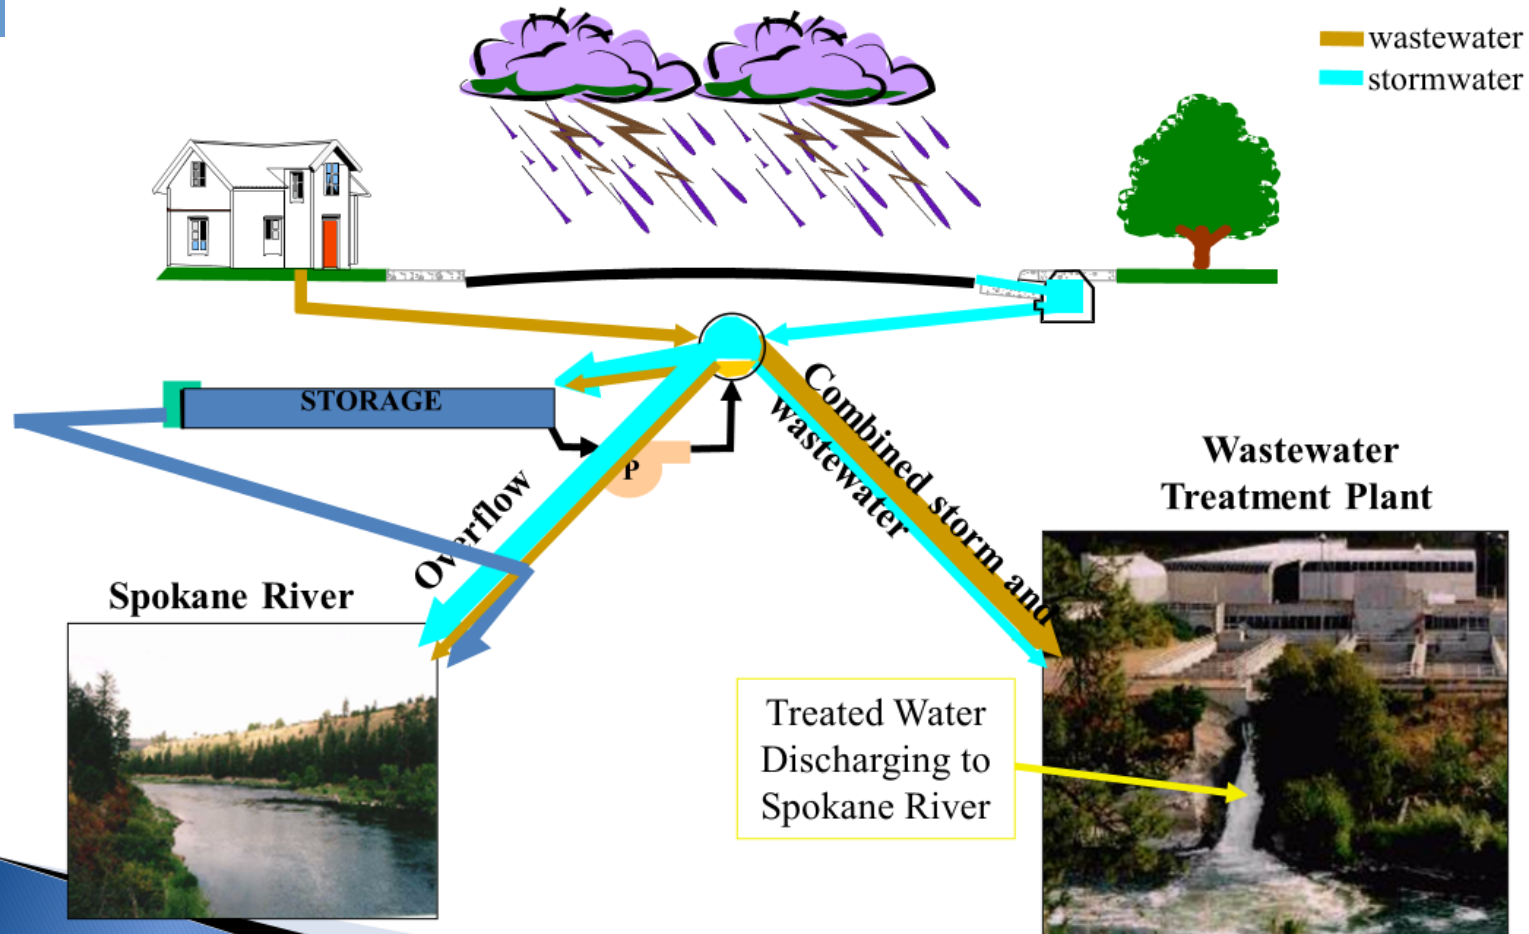 wastewater
stormwater
STORAGE
P
Overflow
Combined storm and
wastewater
Wastewater
Treatment Plant
Spokane River
Treated Water
Discharging to
Spokane River